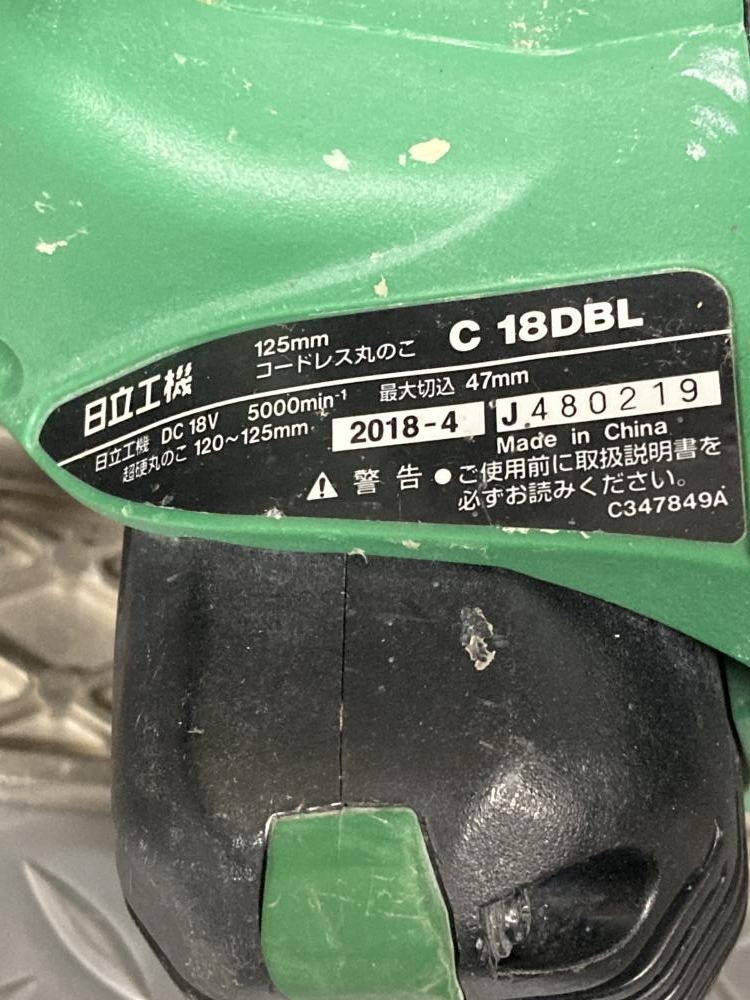 125mm
コードレス丸のこ C 18DBL
日立工機
日立工機 DC 18V 5000min⁻¹ 最大切込 47mm
超硬丸のこ 120～125mm 2018-4 J 480219
Made in China
警告 ●ご使用前に取扱説明書を
必ずお読みください。
C347849A